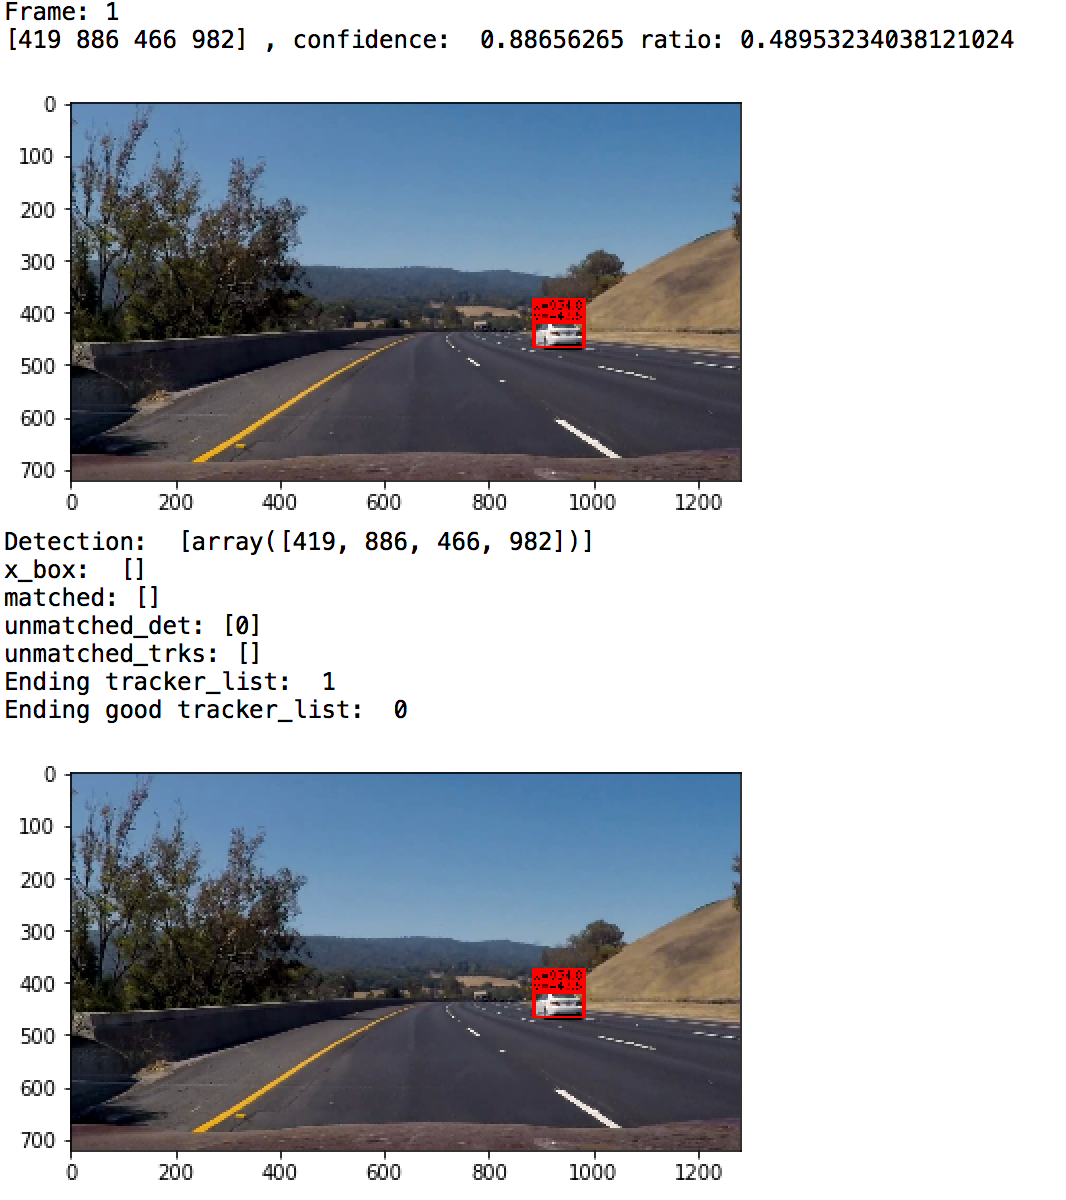 Frame: 1
[419 886 466 982] , confidence:  0.88656265 ratio: 0.48953234038121024
0
100
200
300
400
500
600
700
0 200 400 600 800 1000 1200
Detection:  [array([419, 886, 466, 982])]
x_box:  []
matched: []
unmatched_det: [0]
unmatched_trks: []
Ending tracker_list:  1
Ending good tracker_list:  0
0
100
200
300
400
500
600
700
0 200 400 600 800 1000 1200